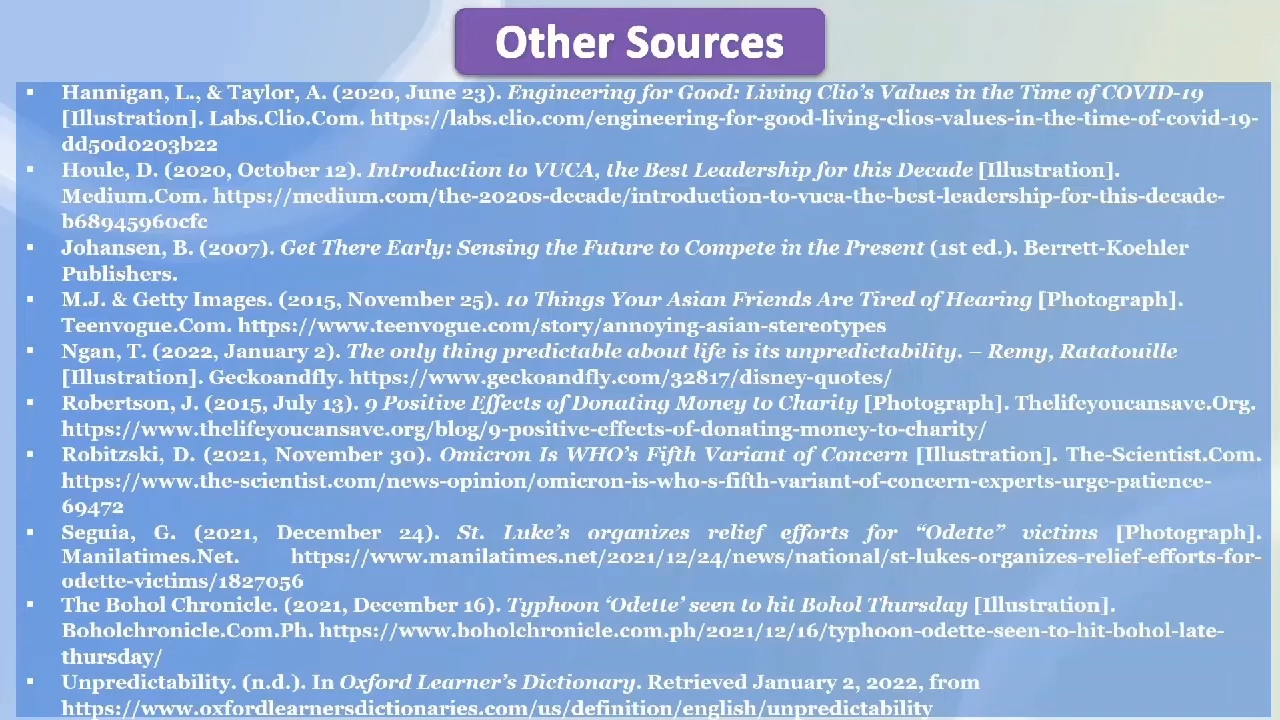 Other Sources
▪ Hannigan, L., & Taylor, A. (2020, June 23). Engineering for Good: Living Clio's Values in the Time of COVID-19
[Illustration]. Labs.Clio.Com. https://labs.clio.com/engineering-for-good-living-clios-values-in-the-time-of-covid-19-
dd50d0203b22
▪ Houle, D. (2020, October 12). Introduction to VUCA, the Best Leadership for this Decade [Illustration].
Medium.Com. https://medium.com/the-2020s-decade/introduction-to-vuca-the-best-leadership-for-this-decade-
b68945960cfc
▪ Johansen, B. (2007). Get There Early: Sensing the Future to Compete in the Present (1st ed.). Berrett-Koehler
Publishers.
▪ M.J. & Getty Images. (2015, November 25). 10 Things Your Asian Friends Are Tired of Hearing [Photograph].
Teenvogue.Com. https://www.teenvogue.com/story/annoying-asian-stereotypes
▪ Ngan, T. (2022, January 2). The only thing predictable about life is its unpredictability. – Remy, Ratatouille
[Illustration]. Geckoandfly. https://www.geckoandfly.com/32817/disney-quotes/
▪ Robertson, J. (2015, July 13). 9 Positive Effects of Donating Money to Charity [Photograph]. Thelifeyoucansave.Org.
https://www.thelifeyoucansave.org/blog/9-positive-effects-of-donating-money-to-charity/
▪ Robitzski, D. (2021, November 30). Omicron Is WHO's Fifth Variant of Concern [Illustration]. The-Scientist.Com.
https://www.the-scientist.com/news-opinion/omicron-is-who-s-fifth-variant-of-concern-experts-urge-patience-
69472
▪ Seguia, G. (2021, December 24). St. Luke's organizes relief efforts for “Odette” victims [Photograph].
Manilatimes.Net. https://www.manilatimes.net/2021/12/24/news/national/st-lukes-organizes-relief-efforts-for-
odette-victims/1827056
▪ The Bohol Chronicle. (2021, December 16). Typhoon ‘Odette’ seen to hit Bohol Thursday [Illustration].
Boholchronicle.Com.Ph. https://www.boholchronicle.com.ph/2021/12/16/typhoon-odette-seen-to-hit-bohol-late-
thursday/
▪ Unpredictability. (n.d.). In Oxford Learner's Dictionary. Retrieved January 2, 2022, from
https://www.oxfordlearnersdictionaries.com/us/definition/english/unpredictability